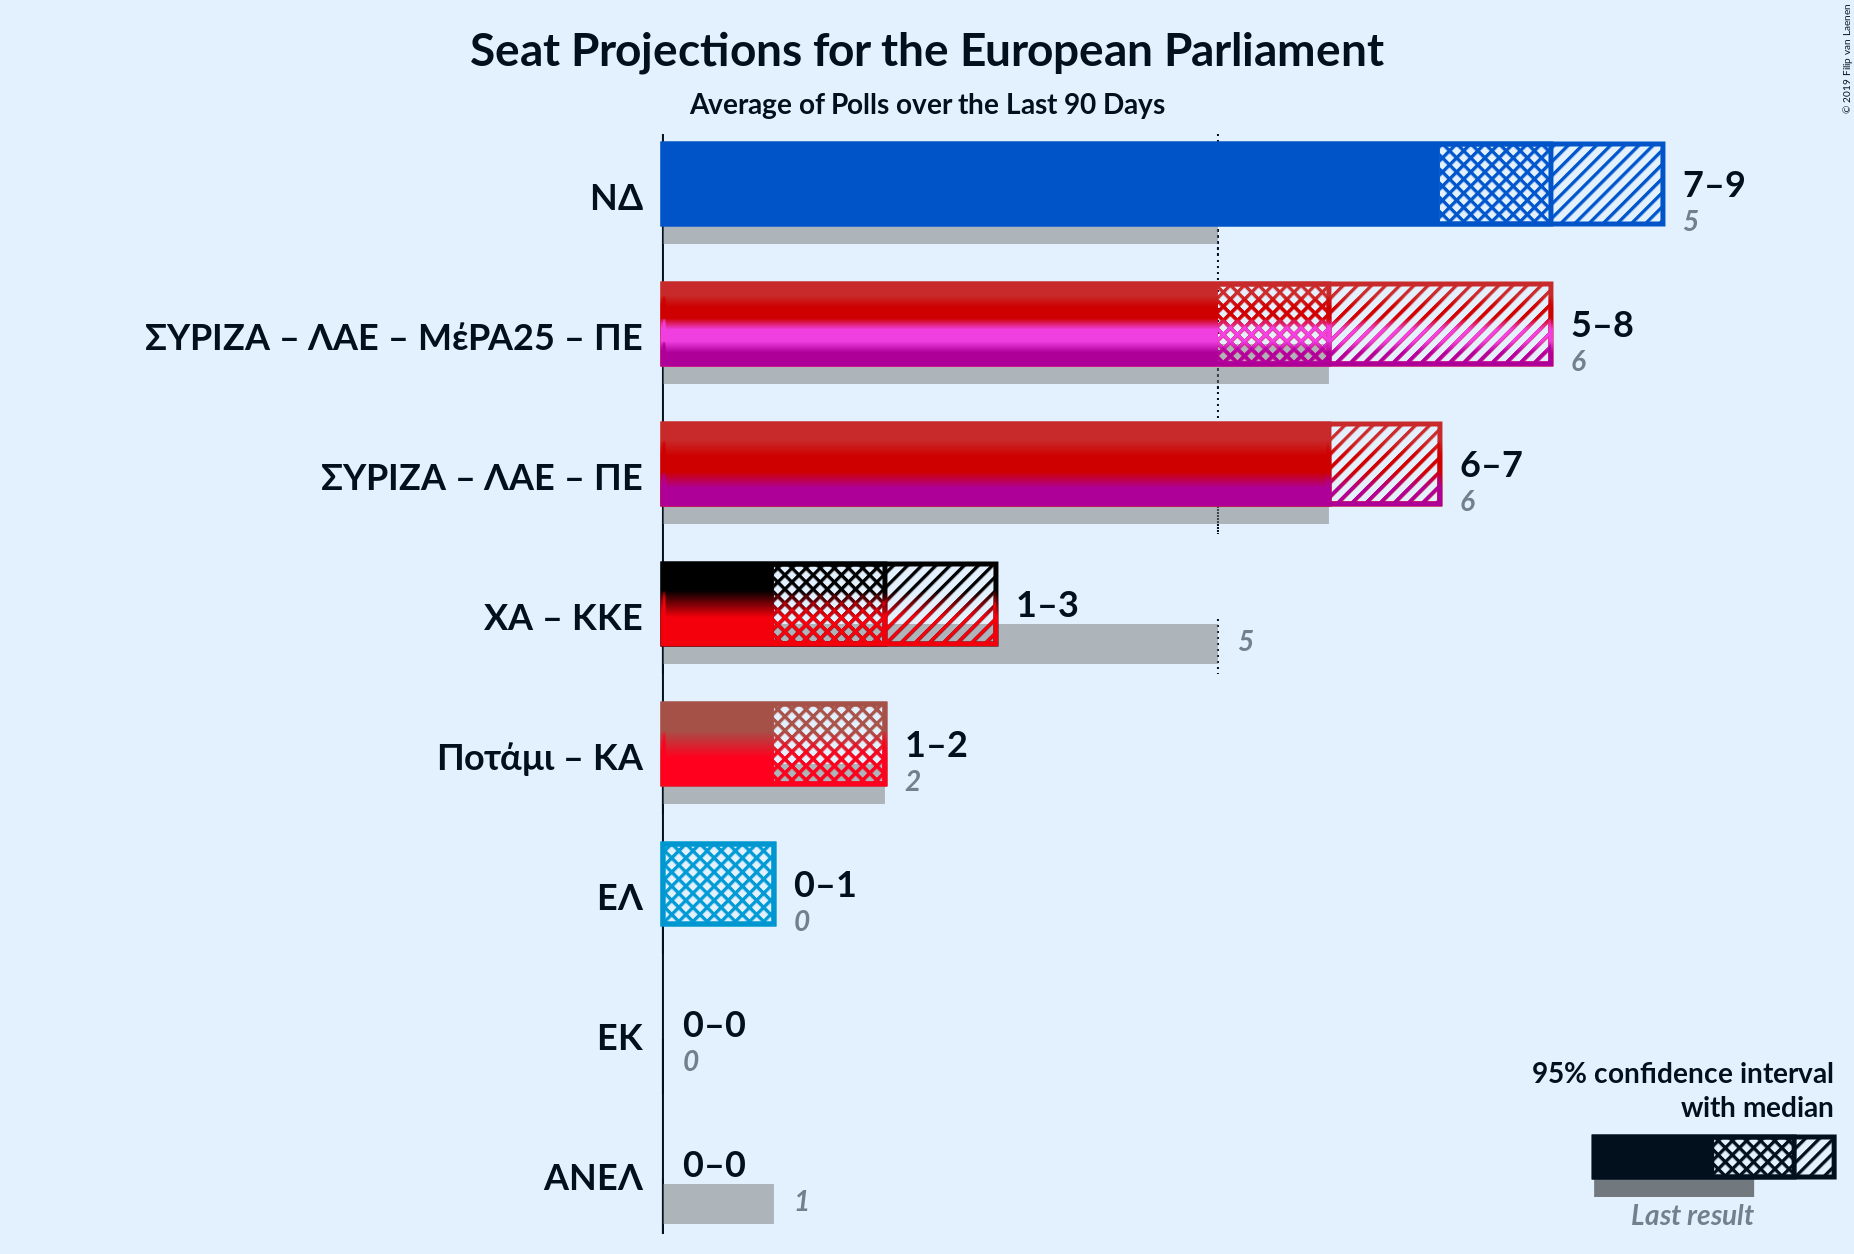 Seat Projections for the European Parliament
Average of Polls over the Last 90 Days
© 2019 Filip van Laenen
ΝΔ
7–9
5
ΣΥΡΙΖΑ – ΛΑΕ – ΜέΡΑ25 – ΠΕ
5–8
6
ΣΥΡΙΖΑ – ΛΑΕ – ΠΕ
6–7
6
ΧΑ – ΚΚΕ
1–3
5
Ποτάμι – ΚΑ
1–2
2
ΕΛ
0–1
0
ΕΚ
0–0
0
ΑΝΕΛ
0–0
1
95% confidence interval
with median
Last result